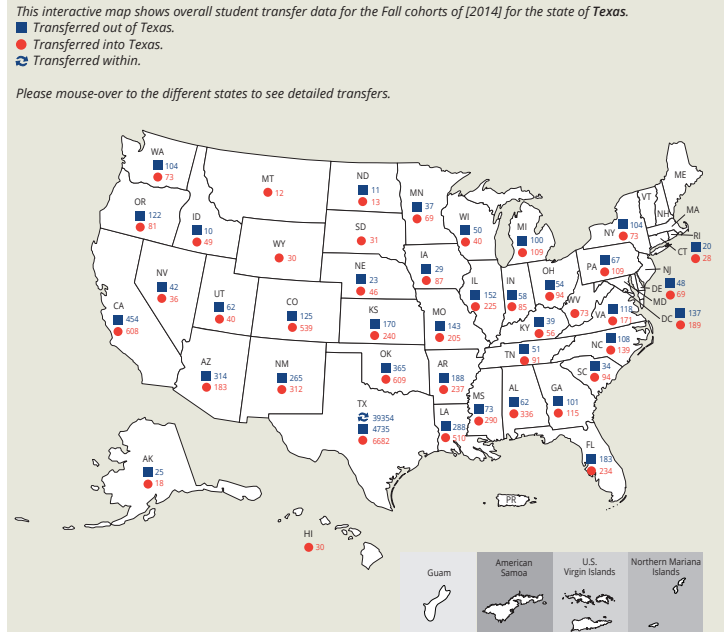 This interactive map shows overall student transfer data for the Fall cohorts of [2014] for the state of Texas.
Transferred out of Texas.
Transferred into Texas.
Transferred within.
Please mouse-over to the different states to see detailed transfers.
WA
104
73
OR
122
81
ID
10
49
MT
12
ND
11
13
SD
31
WY
30
NE
23
46
MN
37
69
WI
50
40
MI
100
109
IA
29
87
NV
42
36
UT
62
40
CO
125
539
KS
170
240
MO
143
205
IL
152
225
IN
58
85
OH
54
94
KY
39
56
WV
73
VA
118
171
PA
67
109
NY
104
73
VT
NH
ME
MA
RI
20
28
CT
NJ
48
69
DE
MD
DC
137
189
CA
454
608
AZ
314
183
NM
265
312
OK
365
609
AR
188
237
TN
51
91
NC
108
139
SC
34
94
TX
39354
4735
6682
LA
288
510
MS
73
290
AL
62
336
GA
101
115
FL
183
234
AK
25
18
HI
30
PR
Guam
American
Samoa
U.S.
Virgin Islands
Northern Mariana
Islands